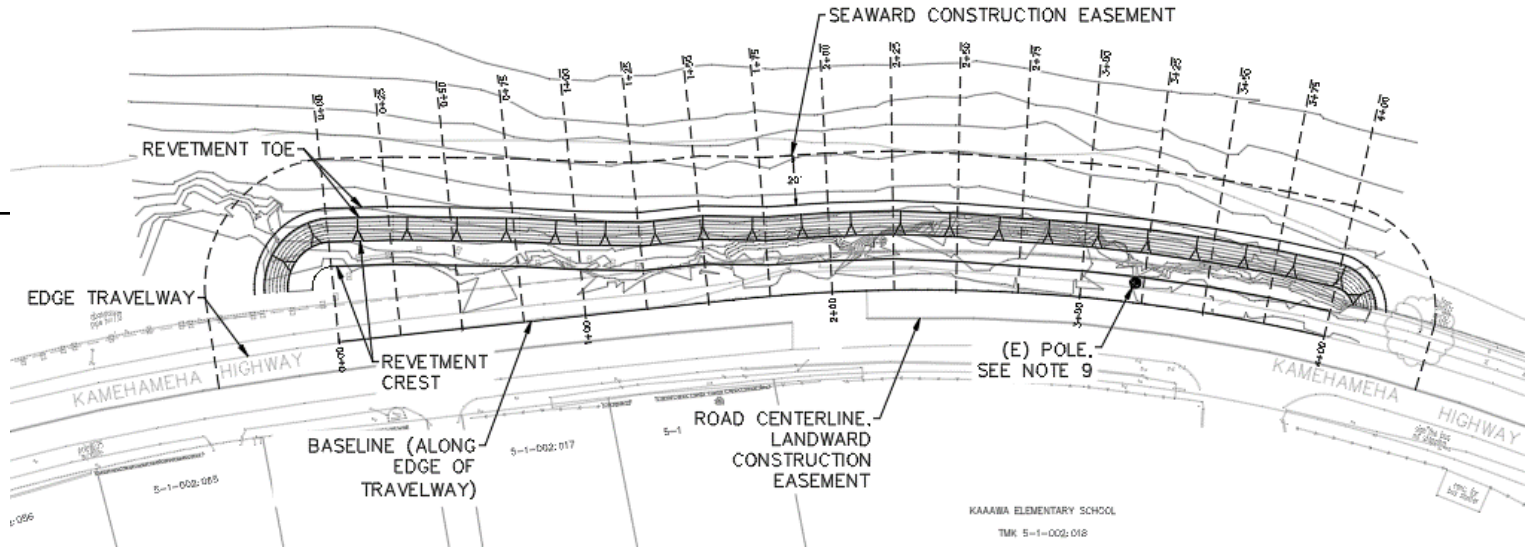 SEAWARD CONSTRUCTION EASEMENT
0+00
0+25
0+50
0+75
1+00
1+25
1+50
1+75
2+00
2+25
2+50
2+75
3+00
3+25
3+50
3+75
4+00
REVETMENT TOE
20'
EDGE TRAVELWAY
KAMEHAMEHA HIGHWAY
0+00
1+00
2+00
3+00
4+00
REVETMENT
CREST
(E) POLE.
SEE NOTE 9
KAMEHAMEHA
HIGHWAY
BASELINE (ALONG
EDGE OF
TRAVELWAY)
ROAD CENTERLINE.
LANDWARD
CONSTRUCTION
EASEMENT
5-1-002:017
5-1
5-1-002:065
2:056
KAAAWA ELEMENTARY SCHOOL
TMK 5-1-002:018